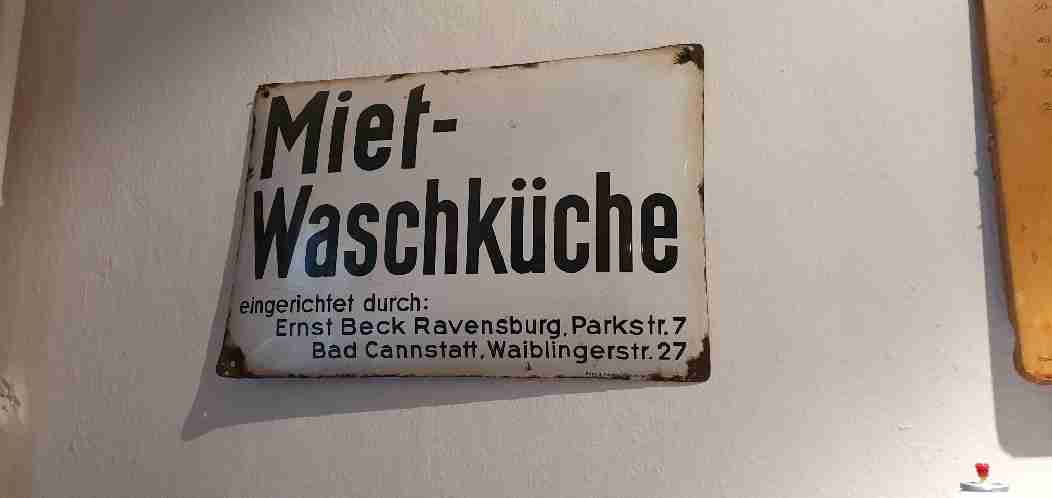 Miet-
Waschküche
eingerichtet durch:
Ernst Beck Ravensburg, Parkstr. 7
Bad Cannstatt, Waiblingerstr. 27